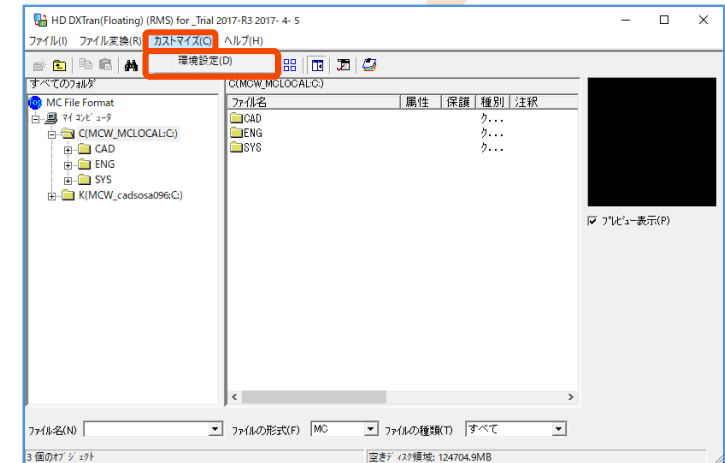 HD DXTran(Floating) (RMS) for _Trial 2017-R3 2017- 4- 5
ファイル(I) ファイル変換(R) カストマイズ(C) ヘルプ(H)
環境設定(D)
すべてのフォルダ
C(MCW_MCLOCAL:C:)
MC File Format
マイ コンピュータ
C(MCW_MCLOCAL:C:)
CAD
ENG
SYS
K(MCW_cadsosa096:C:)
ファイル名 属性 保護 種別 注釈
CAD ク...
ENG ク...
SYS ク...
プレビュー表示(P)
ファイル名(N) ファイルの形式(F) MC ファイルの種類(T) すべて
3 個のオブジェクト 空きディスク領域: 124704.9MB